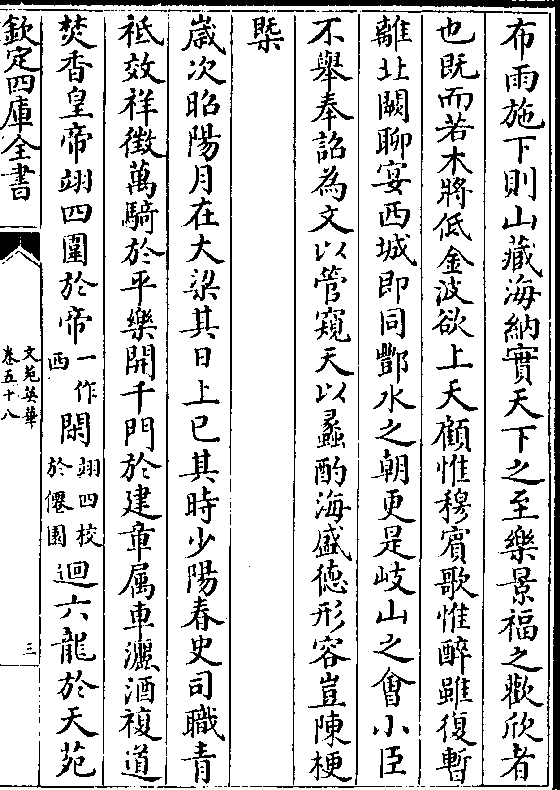 布雨施下則山藏海納實天下之至樂景福之歡欣者
也既而若木將低金波欲上天顧惟穆賓歌惟醉雖復暫
離北闕聊宴西城即同酆水之朝更是岐山之會小臣
不舉奉詔為文以管窺天以蠡酌海盛德形容豈陳梗
槩
嵗次昭陽月在大梁其日上巳其時少陽春史司職青
祗效祥徵萬騎於平樂開千門於建章属車灑酒複道
焚香皇帝翊四圍於帝一作西閑翊四校於僊園迴六龍於天苑
欽定四庫全書
文苑英華
卷五十八
三